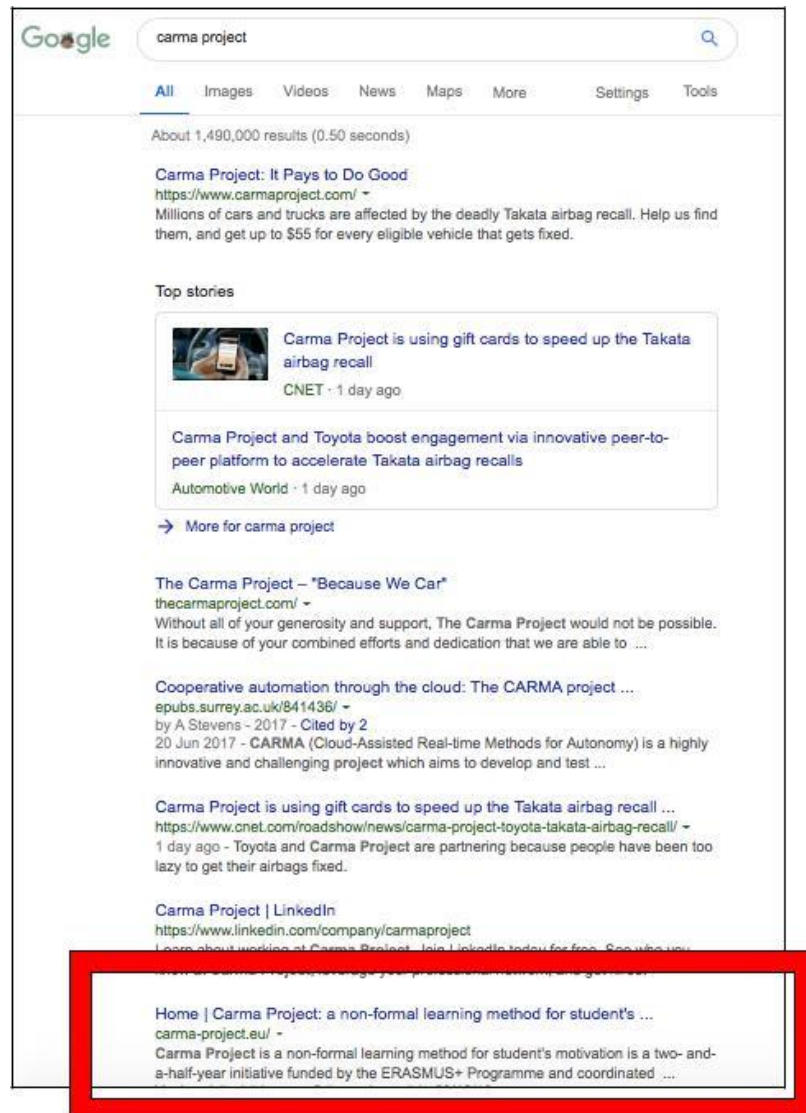 Google
carma project
All Images Videos News Maps More Settings Tools
About 1,490,000 results (0.50 seconds)
Carma Project: It Pays to Do Good
https://www.carmaproject.com/
Millions of cars and trucks are affected by the deadly Takata airbag recall. Help us find
them, and get up to $55 for every eligible vehicle that gets fixed.
Top stories
Carma Project is using gift cards to speed up the Takata
airbag recall
CNET · 1 day ago
Carma Project and Toyota boost engagement via innovative peer-to-
peer platform to accelerate Takata airbag recalls
Automotive World · 1 day ago
→ More for carma project
The Carma Project – "Because We Car"
thecarmaproject.com/
Without all of your generosity and support, The Carma Project would not be possible.
It is because of your combined efforts and dedication that we are able to ...
Cooperative automation through the cloud: The CARMA project ...
epubs.surrey.ac.uk/841436/
by A Stevens - 2017 - Cited by 2
20 Jun 2017 - CARMA (Cloud-Assisted Real-time Methods for Autonomy) is a highly
innovative and challenging project which aims to develop and test ...
Carma Project is using gift cards to speed up the Takata airbag recall ...
https://www.cnet.com/roadshow/news/carma-project-toyota-takata-airbag-recall/
1 day ago - Toyota and Carma Project are partnering because people have been too
lazy to get their airbags fixed.
Carma Project | LinkedIn
https://www.linkedin.com/company/carmaproject
Learn about working at Carma Project. Join LinkedIn today for free. See who you
Home | Carma Project: a non-formal learning method for student's ...
carma-project.eu/
Carma Project is a non-formal learning method for student's motivation is a two- and-
a-half-year initiative funded by the ERASMUS+ Programme and coordinated ...